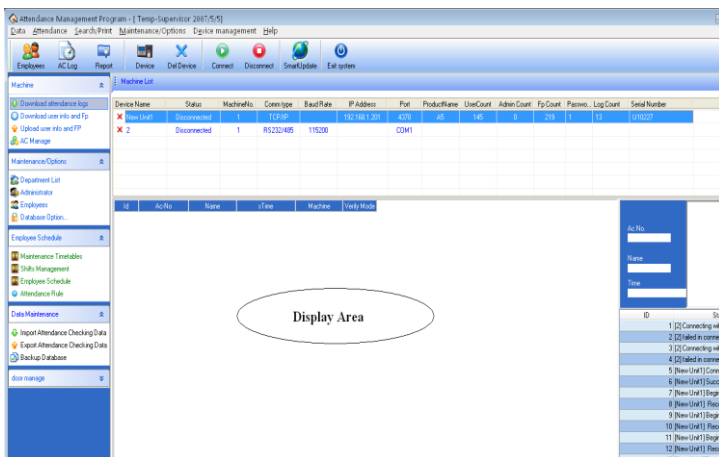 Attendance Management Program - [ Temp-Supervisor 2007/5/5]
Data Attendance Search/Print Maintenance/Options Device management Help
Employees AC Log Report Device Del Device Connect Disconnect SmartUpdate Exit system
Machine
Download attendance logs
Download user info and Fp
Upload user info and FP
AC Manage
Maintenance/Options
Department List
Administrator
Employees
Database Option...
Employee Schedule
Maintenance Timetables
Shifts Management
Employee Schedule
Attendance Rule
Data Maintenance
Import Attendance Checking Data
Export Attendance Checking Data
Backup Database
door manage
Machine List
Device Name Status MachineNo. Comm type Baud Rate IP Address Port ProductName UserCount Admin Count Fp Count Passwo... Log Count Serial Number
New Unit1 Disconnected 1 TCP/IP 192.168.1.201 4370 A5 145 0 219 1 13 U10227
2 Disconnected 1 RS232/485 115200 COM1
Id Ac-No Name sTime Machine Verify Mode
Display Area
Ac No.
Name
Time
ID St
1 [2] Connecting wi
2 [2] failed in conne
3 [2] Connecting wi
4 [2] failed in conne
5 [New Unit1] Conn
6 [New Unit1] Succ
7 [New Unit1] Begin
8 [New Unit1] Reco
9 [New Unit1] Begin
10 [New Unit1] Reco
11 [New Unit1] Begin
12 [New Unit1] Reco